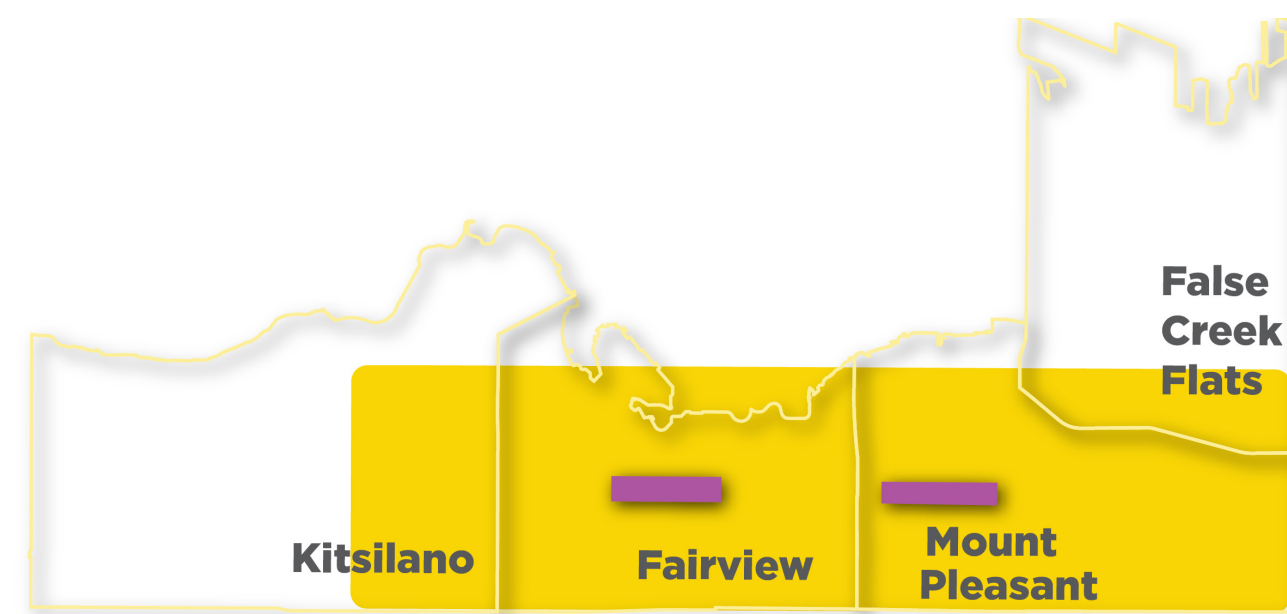 False
Creek
Flats
Kitsilano
Fairview
Mount
Pleasant